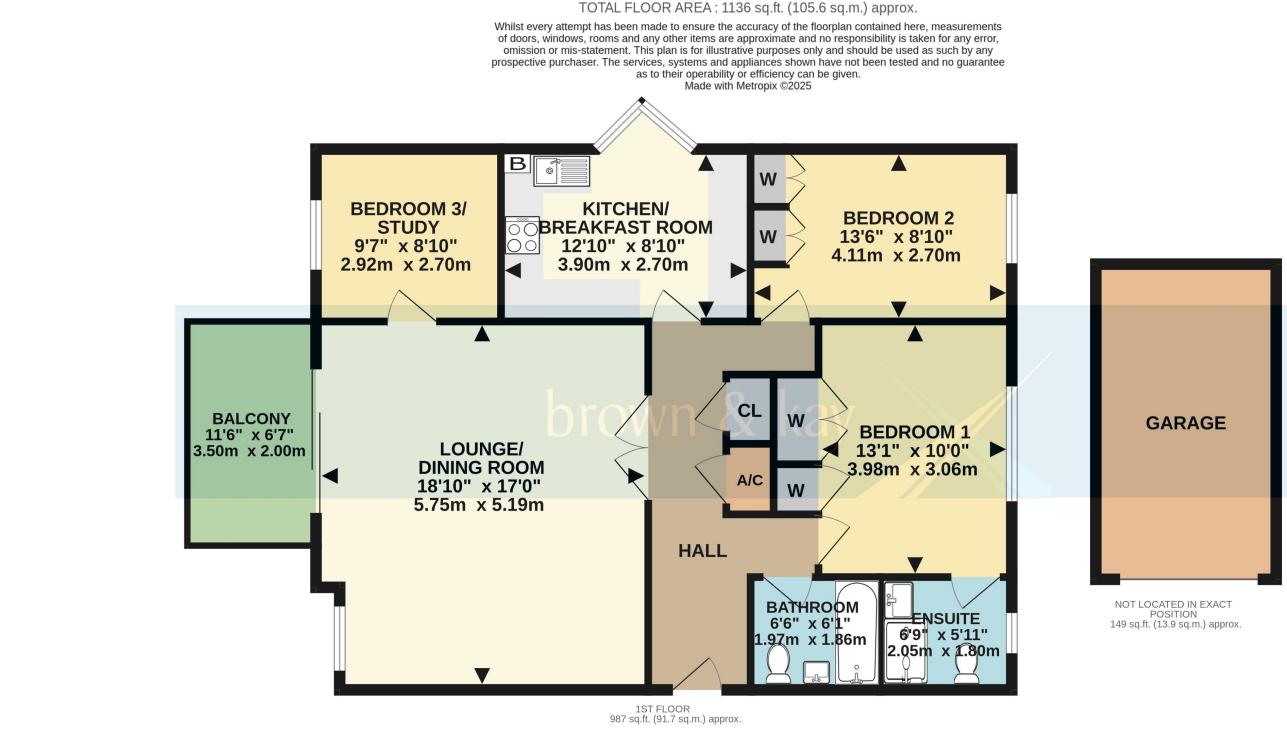 TOTAL FLOOR AREA : 1136 sq.ft. (105.6 sq.m.) approx.
Whilst every attempt has been made to ensure the accuracy of the floorplan contained here, measurements
of doors, windows, rooms and any other items are approximate and no responsibility is taken for any error,
omission or mis-statement. This plan is for illustrative purposes only and should be used as such by any
prospective purchaser. The services, systems and appliances shown have not been tested and no guarantee
as to their operability or efficiency can be given.
Made with Metropix ©2025
BEDROOM 3/
STUDY
9'7" x 8'10"
2.92m x 2.70m
B
KITCHEN/
BREAKFAST ROOM
12'10" x 8'10"
3.90m x 2.70m
W
W
BEDROOM 2
13'6" x 8'10"
4.11m x 2.70m
BALCONY
11'6" x 6'7"
3.50m x 2.00m
LOUNGE/
DINING ROOM
18'10" x 17'0"
5.75m x 5.19m
brown & kay
CL
A/C
W
W
BEDROOM 1
13'1" x 10'0"
3.98m x 3.06m
GARAGE
HALL
BATHROOM
6'6" x 6'1"
1.97m x 1.86m
ENSUITE
6'9" x 5'11"
2.05m x 1.80m
NOT LOCATED IN EXACT
POSITION
149 sq.ft. (13.9 sq.m.) approx.
1ST FLOOR
987 sq.ft. (91.7 sq.m.) approx.